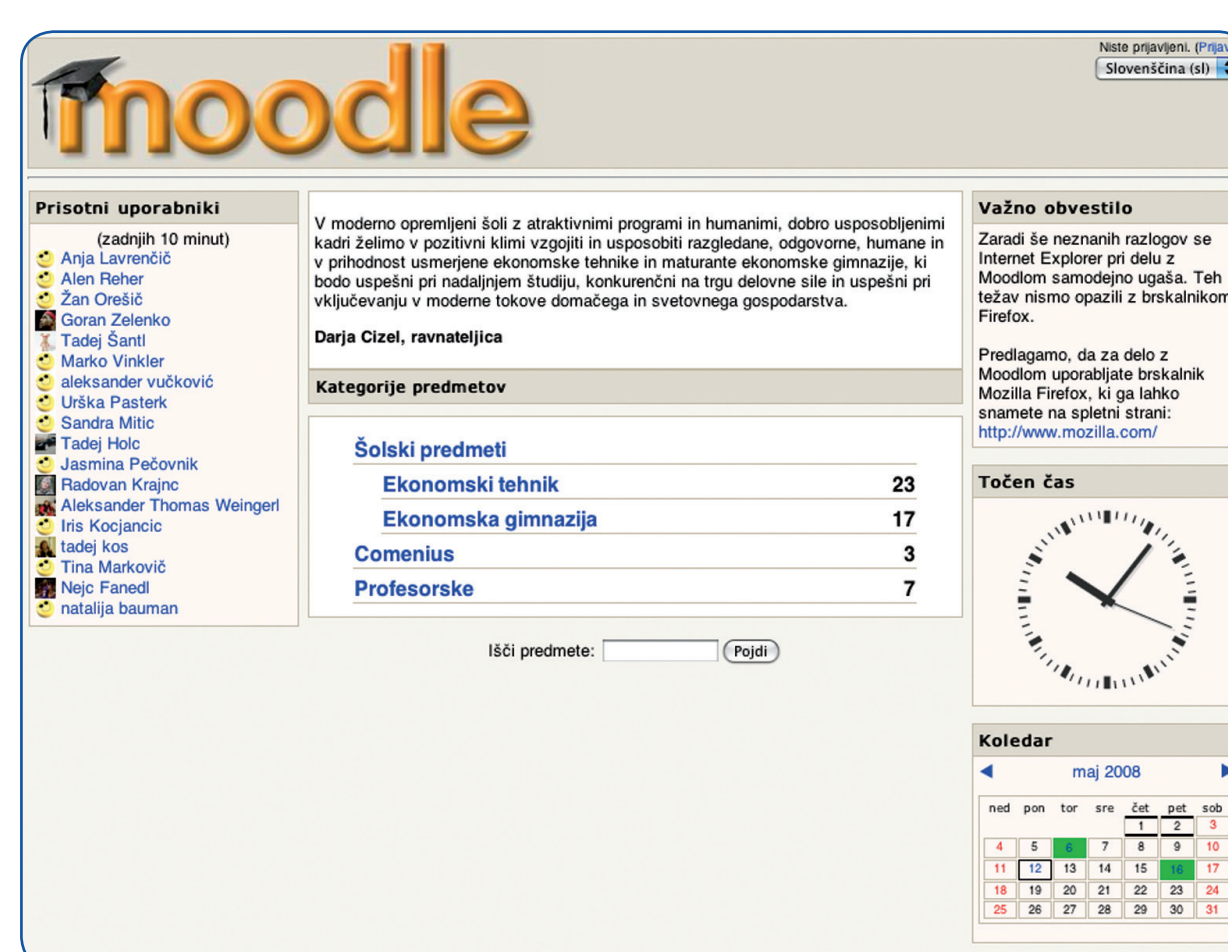 moodle
Niste prijavljeni. (Prijav
Slovenščina (sl)
Prisotni uporabniki
(zadnjih 10 minut)
Anja Lavrenčič
Alen Reher
Žan Orešič
Goran Zelenko
Tadej Šantl
Marko Vinkler
aleksander vučković
Urška Pasterk
Sandra Mitic
Tadej Holc
Jasmina Pečovnik
Radovan Krajnc
Aleksander Thomas Weingerl
Iris Kocjancic
tadej kos
Tina Markovič
Nejc Fanedl
natalija bauman
V moderno opremljeni šoli z atraktivnimi programi in humanimi, dobro usposobljenimi
kadri želimo v pozitivni klimi vzgojiti in usposobiti razgledane, odgovorne, humane in
v prihodnost usmerjene ekonomske tehnike in maturante ekonomske gimnazije, ki
bodo uspešni pri nadaljnjem študiju, konkurenčni na trgu delovne sile in uspešni pri
vključevanju v moderne tokove domačega in svetovnega gospodarstva.
Darja Cizel, ravnateljica
Kategorije predmetov
Šolski predmeti
Ekonomski tehnik 23
Ekonomska gimnazija 17
Comenius 3
Profesorske 7
Išči predmete: Pojdi
Važno obvestilo
Zaradi še neznanih razlogov se
Internet Explorer pri delu z
Moodlom samodejno ugaša. Teh
težav nismo opazili z brskalnikom
Firefox.
Predlagamo, da za delo z
Moodlom uporabljate brskalnik
Mozilla Firefox, ki ga lahko
snamete na spletni strani:
http://www.mozilla.com/
Točen čas
Koledar
maj 2008
ned pon tor sre čet pet sob
1 2 3
4 5 6 7 8 9 10
11 12 13 14 15 16 17
18 19 20 21 22 23 24
25 26 27 28 29 30 31